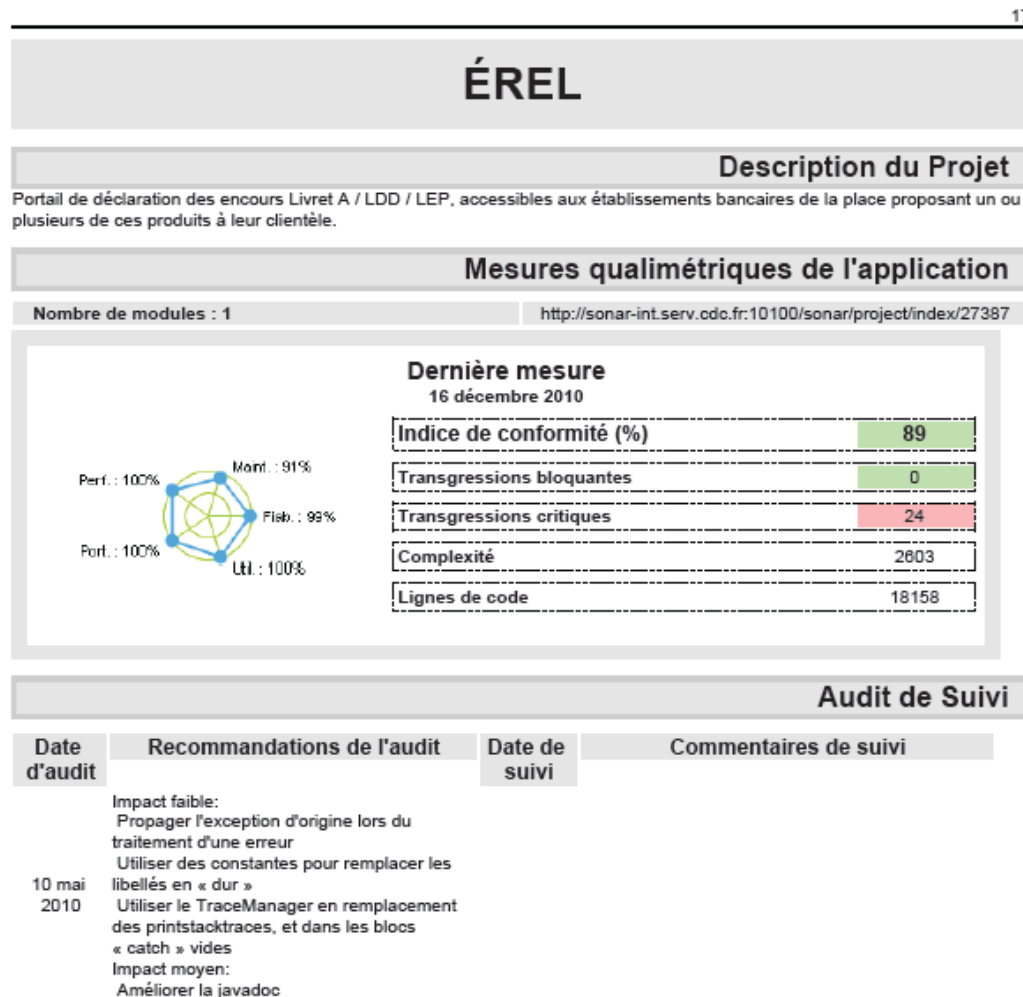 17
ÉREL
Description du Projet
Portail de déclaration des encours Livret A / LDD / LEP, accessibles aux établissements bancaires de la place proposant un ou
plusieurs de ces produits à leur clientèle.
Mesures qualimétriques de l'application
Nombre de modules : 1
http://sonar-int.serv.cdc.fr:10100/sonar/project/index/27387
Dernière mesure
16 décembre 2010
Indice de conformité (%) 89
Transgressions bloquantes 0
Transgressions critiques 24
Complexité 2603
Lignes de code 18158
Perf. : 100%
Maint. : 91%
Fiab. : 99%
Port. : 100%
Util. : 100%
Audit de Suivi
Date d'audit
Recommandations de l'audit
Date de suivi
Commentaires de suivi
10 mai
2010
Impact faible:
Propager l'exception d'origine lors du
traitement d'une erreur
Utiliser des constantes pour remplacer les
libellés en « dur »
Utiliser le TraceManager en remplacement
des printstacktraces, et dans les blocs
« catch » vides
Impact moyen:
Améliorer la javadoc